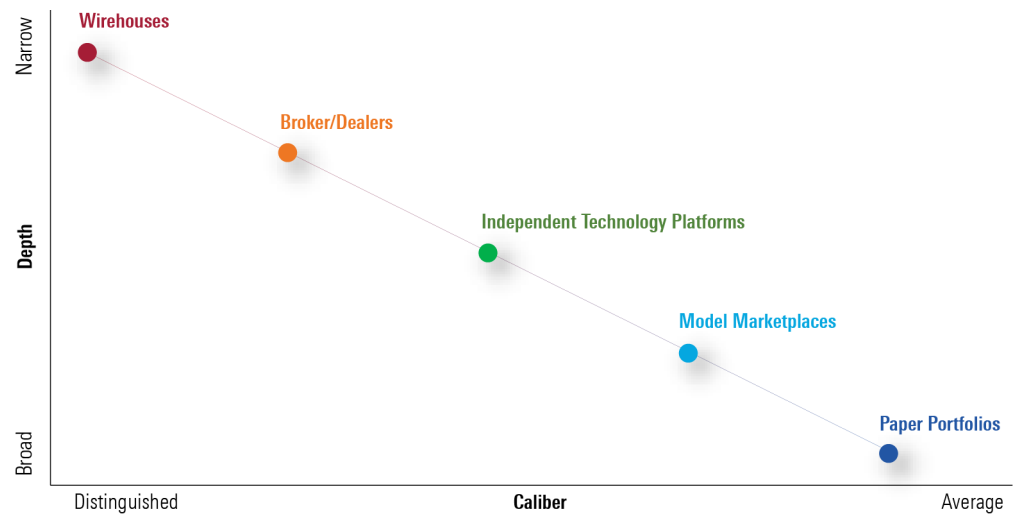 Narrow
Wirehouses
Broker/Dealers
Depth
Independent Technology Platforms
Model Marketplaces
Paper Portfolios
Broad
Distinguished
Caliber
Average